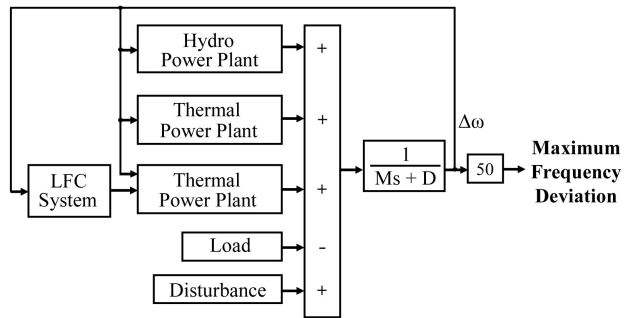 Hydro
Power Plant
+
Thermal
Power Plant
+
Δω
1
Ms + D
50
Maximum
Frequency
Deviation
LFC
System
Thermal
Power Plant
+
Load
-
Disturbance
+